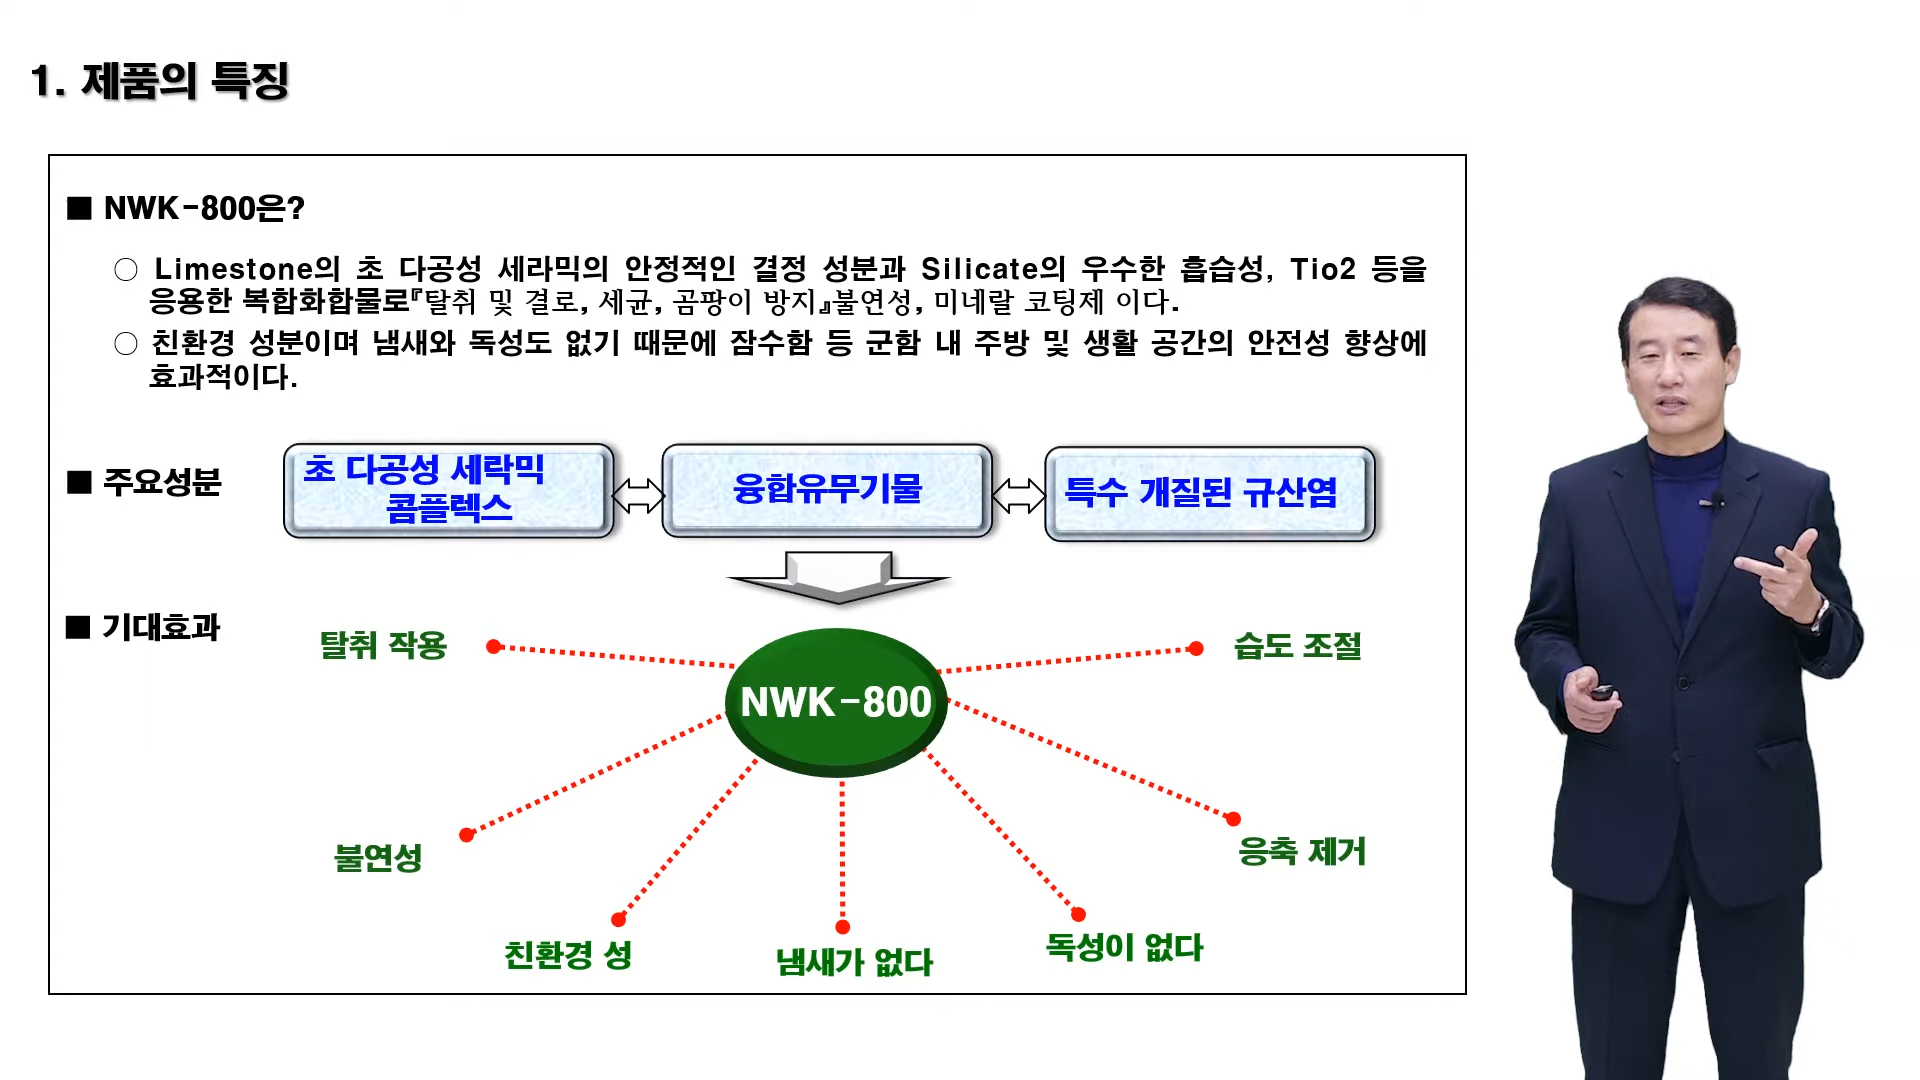 1. 제품의 특징
■ NWK-800은?
○ Limestone의 초 다공성 세라믹의 안정적인 결정 성분과 Silicate의 우수한 흡습성, Tio2 등을
응용한 복합화합물로『탈취 및 결로, 세균, 곰팡이 방지』불연성, 미네랄 코팅제 이다.
○ 친환경 성분이며 냄새와 독성도 없기 때문에 잠수함 등 군함 내 주방 및 생활 공간의 안전성 향상에
효과적이다.
■ 주요성분
초 다공성 세락믹
콤플렉스
융합유무기물
특수 개질된 규산염
■ 기대효과
탈취 작용
습도 조절
NWK-800
불연성
응축 제거
친환경 성
냄새가 없다
독성이 없다